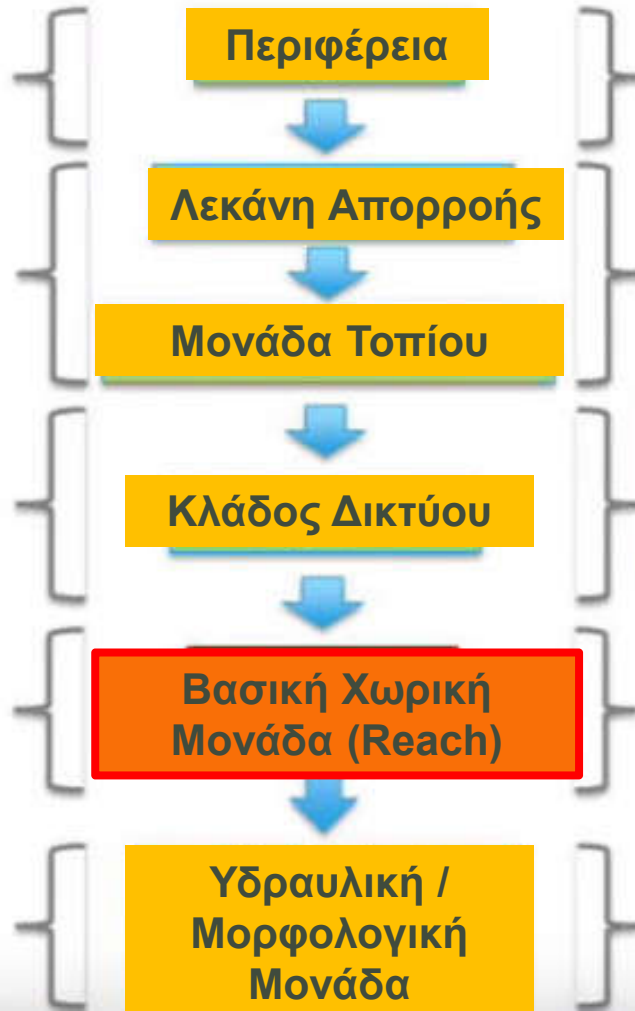 Περιφέρεια
Λεκάνη Απορροής
Μονάδα Τοπίου
Κλάδος Δικτύου
Βασική Χωρική
Μονάδα (Reach)
Υδραυλική /
Μορφολογική
Μονάδα